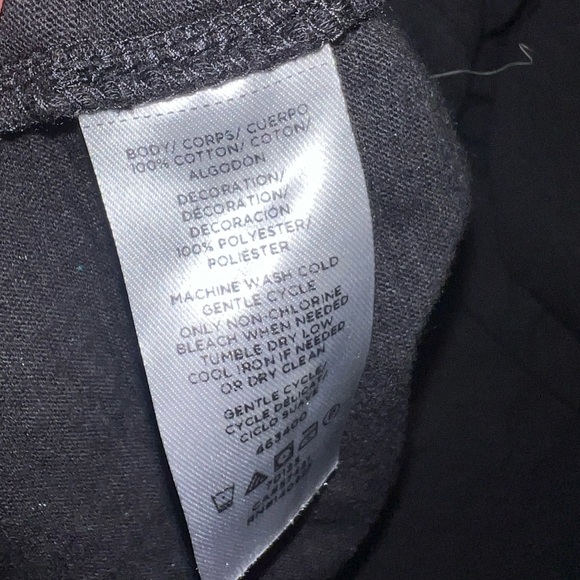 BODY/ CORPS/ CUERPO
100% COTTON/ COTON/
ALGODON
DECORATION/
DÉCORATION/
DECORACIÓN
100% POLYESTER/
POLIESTER
MACHINE WASH COLD
GENTLE CYCLE
ONLY NON-CHLORINE
BLEACH WHEN NEEDED
TUMBLE DRY LOW
COOL IRON IF NEEDED
OR DRY CLEAN
GENTLE CYCLE/
CYCLE DELICAT/
CICLO SUAVE
463400